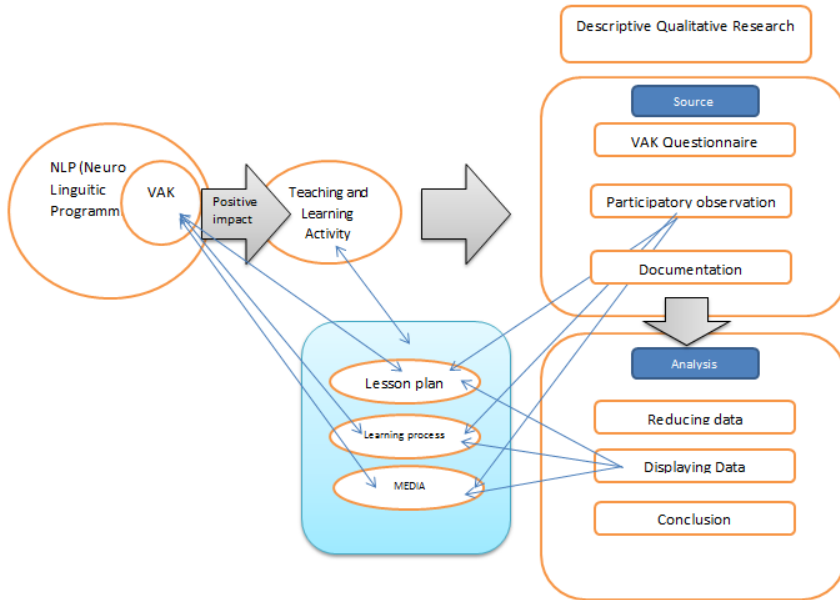 Descriptive Qualitative Research
Source
VAK Questionnaire
Participatory observation
Documentation
NLP (Neuro
Linguitic
Programm
VAK
Positive
impact
Teaching and
Learning
Activity
Lesson plan
Learning process
MEDIA
Analysis
Reducing data
Displaying Data
Conclusion